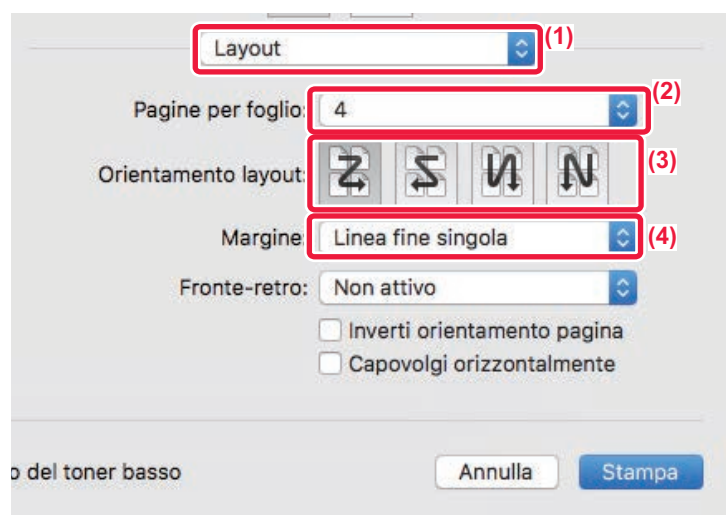 Layout (1)
Pagine per foglio: 4 (2)
Orientamento layout: (3)
Margine: Linea fine singola (4)
Fronte-retro: Non attivo
Inverti orientamento pagina
Capovolgi orizzontalmente
o del toner basso Annulla Stampa